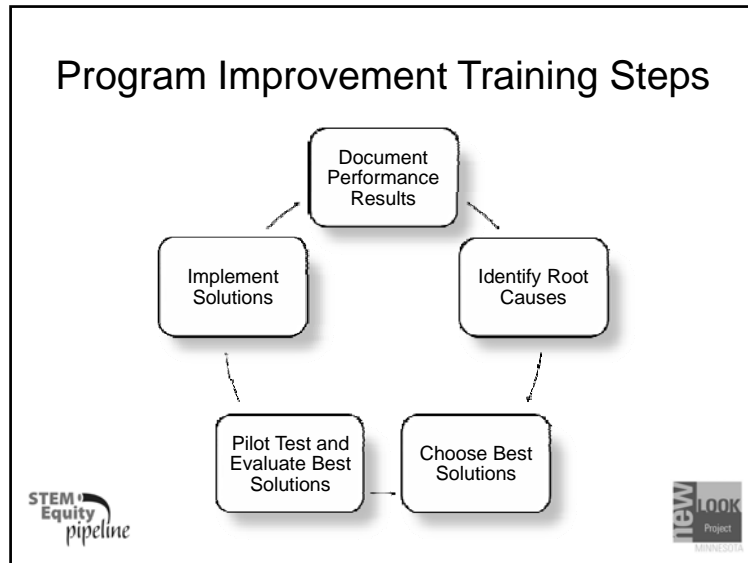 Program Improvement Training Steps
Document
Performance
Results
Identify Root
Causes
Choose Best
Solutions
Pilot Test and
Evaluate Best
Solutions
Implement
Solutions
STEM
Equity
pipeline
new
LOOK
Project
MINNESOTA